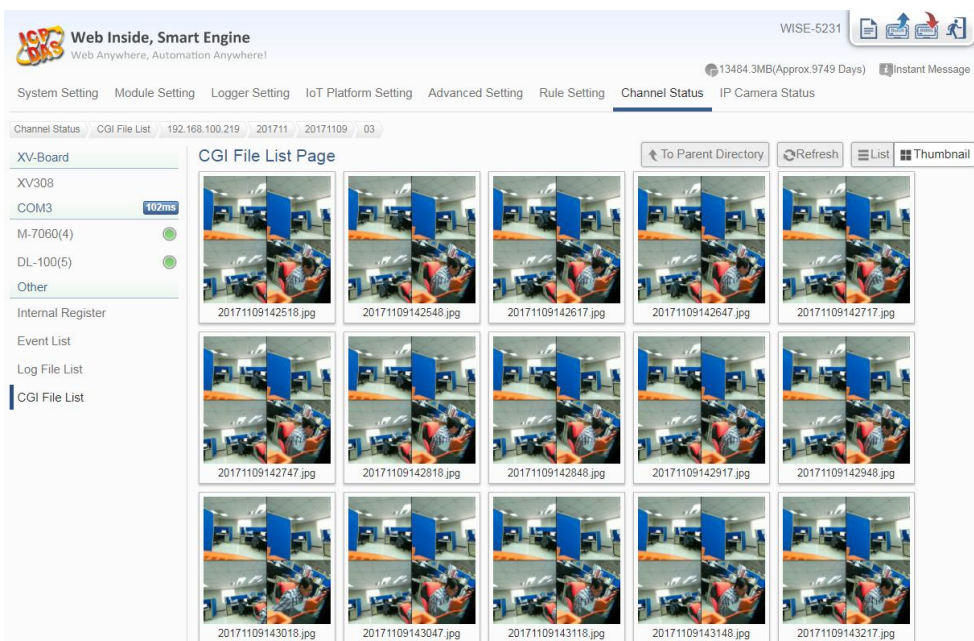 ICP DAS
Web Inside, Smart Engine
Web Anywhere, Automation Anywhere!
WISE-5231
13484.3MB(Approx.9749 Days) Instant Message
System Setting Module Setting Logger Setting IoT Platform Setting Advanced Setting Rule Setting Channel Status IP Camera Status
Channel Status CGI File List 192.168.100.219 201711 20171109 03
XV-Board
XV308
COM3 102ms
M-7060(4)
DL-100(5)
Other
Internal Register
Event List
Log File List
CGI File List
CGI File List Page
To Parent Directory Refresh List Thumbnail
20171109142518.jpg 20171109142548.jpg 20171109142617.jpg 20171109142647.jpg 20171109142717.jpg
20171109142747.jpg 20171109142818.jpg 20171109142848.jpg 20171109142917.jpg 20171109142948.jpg
20171109143018.jpg 20171109143047.jpg 20171109143118.jpg 20171109143148.jpg 20171109143217.jpg